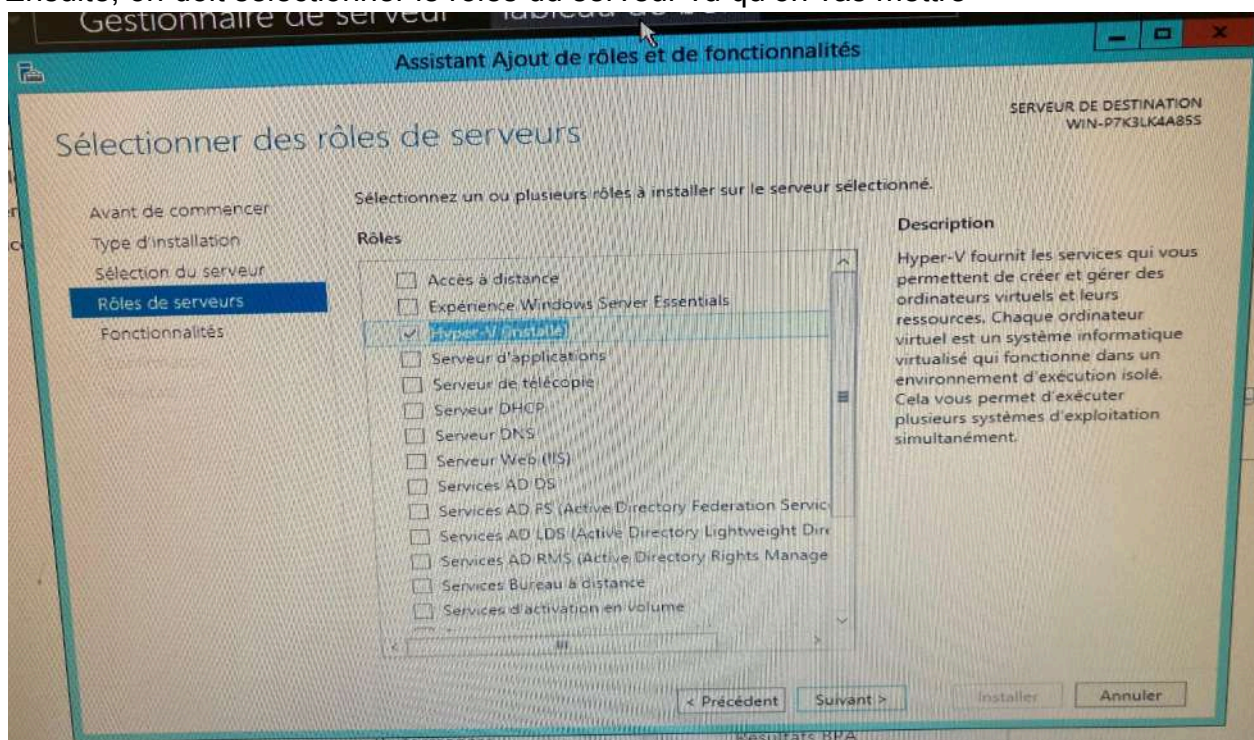 Gestionnaire de serveur
Assistant Ajout de rôles et de fonctionnalités
Sélectionner des rôles de serveurs
SERVEUR DE DESTINATION
WIN-P7K3LK4A85S
Avant de commencer
Type d'installation
Sélection du serveur
Rôles de serveurs
Fonctionnalités
Sélectionnez un ou plusieurs rôles à installer sur le serveur sélectionné.
Rôles
Accès à distance
Expérience Windows Server Essentials
Hyper-V (Installé)
Serveur d'applications
Serveur de télécopie
Serveur DHCP
Serveur DNS
Serveur Web (IIS)
Services AD DS
Services AD FS (Active Directory Federation Servic
Services AD LDS (Active Directory Lightweight Dire
Services AD RMS (Active Directory Rights Manage
Services Bureau à distance
Services d'activation en volume
Description
Hyper-V fournit les services qui vous
permettent de créer et gérer des
ordinateurs virtuels et leurs
ressources. Chaque ordinateur
virtuel est un système informatique
virtualisé qui fonctionne dans un
environnement d'exécution isolé.
Cela vous permet d'exécuter
plusieurs systèmes d'exploitation
simultanément.
< Précédent
Suivant >
Installer
Annuler
Résultats BPA